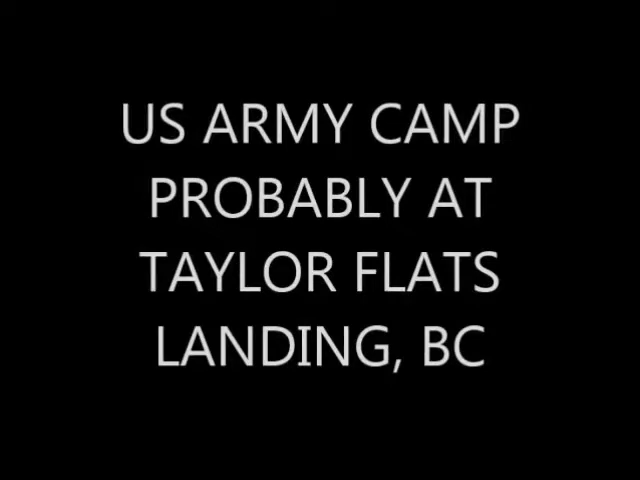 US ARMY CAMP
PROBABLY AT
TAYLOR FLATS
LANDING, BC